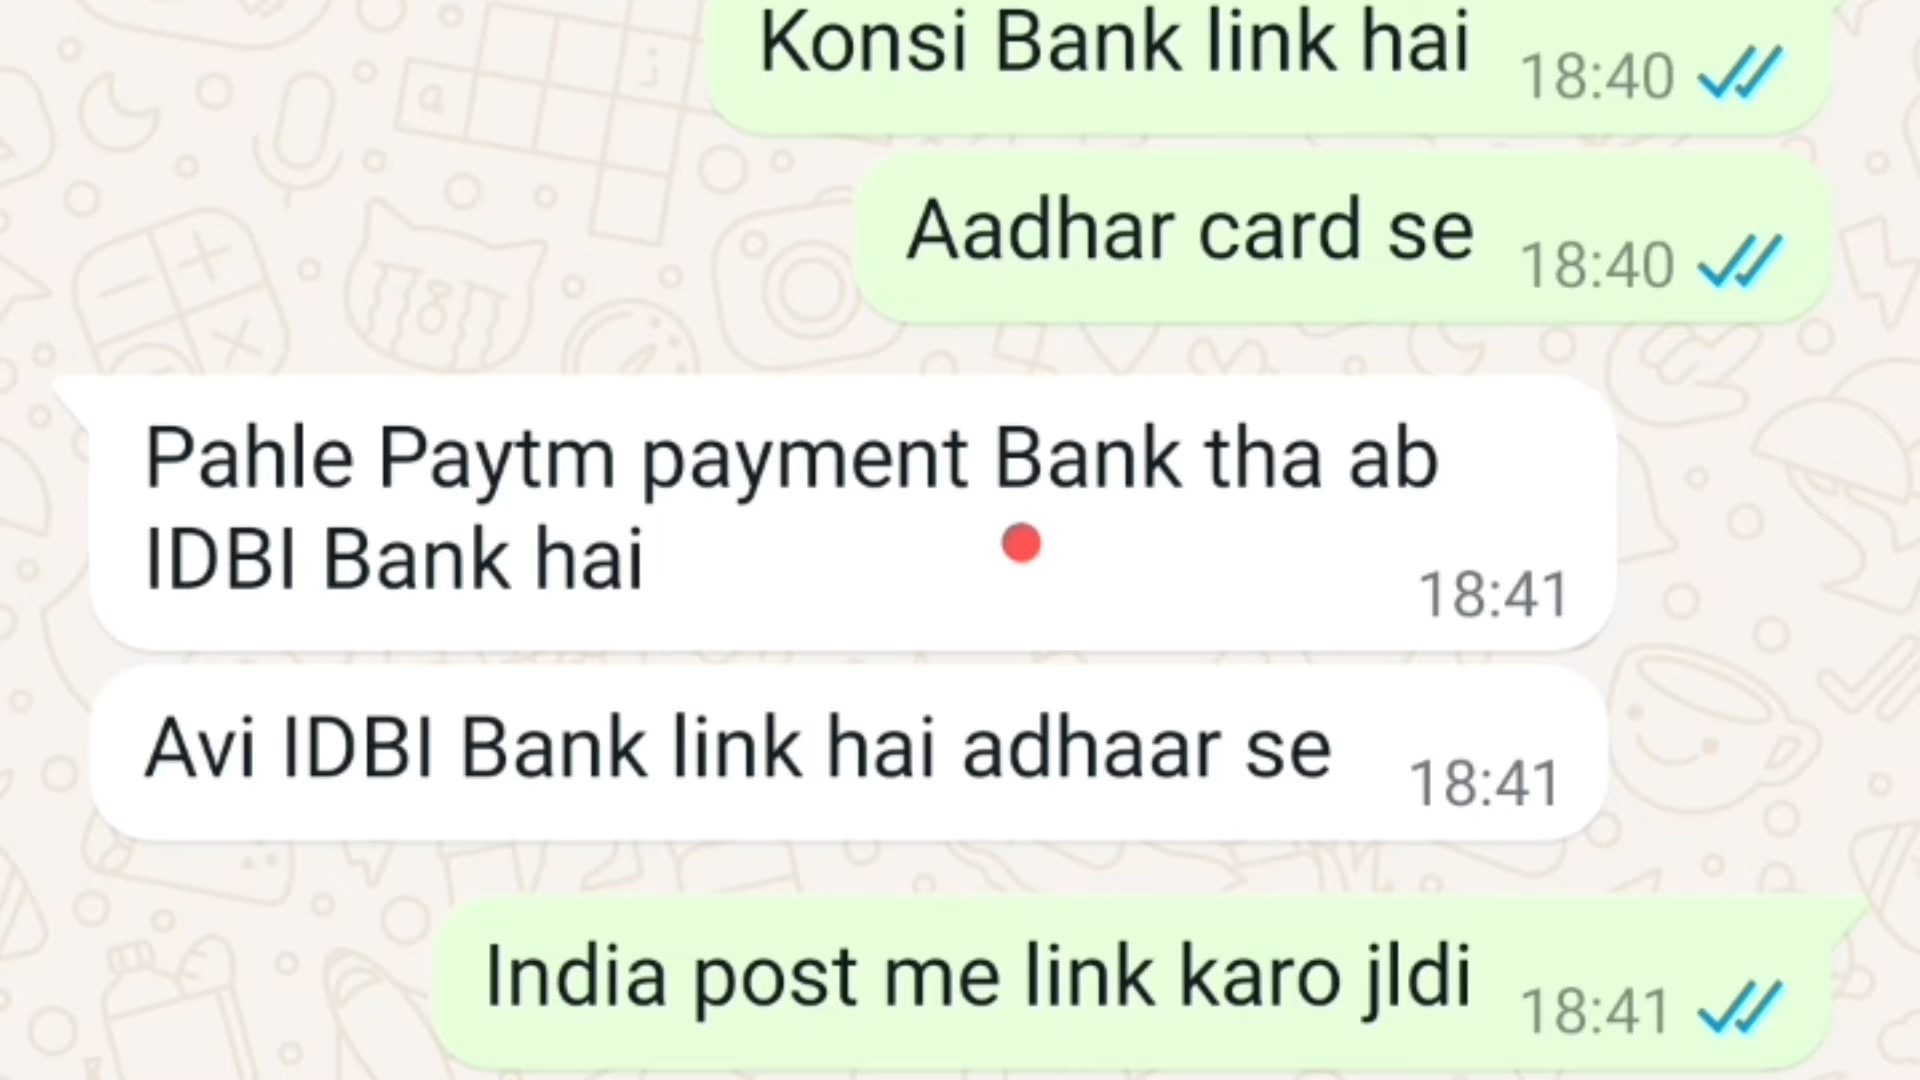 Konsi Bank link hai 18:40
Aadhar card se 18:40
Pahle Paytm payment Bank tha ab
IDBI Bank hai
18:41
Avi IDBI Bank link hai adhaar se 18:41
India post me link karo jldi 18:41